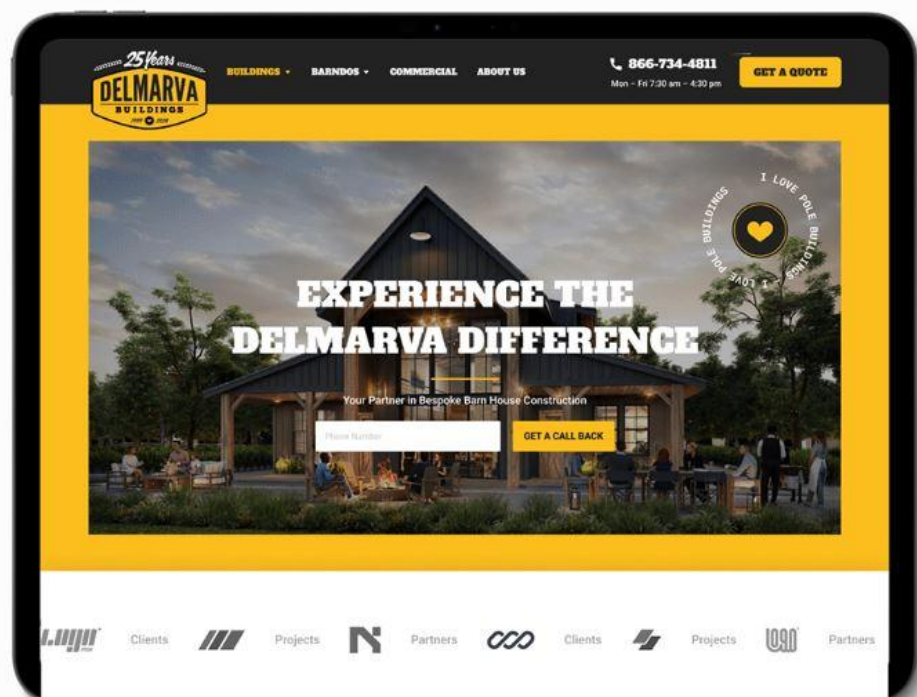 25 Years
DELMARVA
BUILDINGS
BUILDINGS
BARNDOS
COMMERCIAL
ABOUT US
866-734-4811
Mon – Fri 7:30 am – 4:30 pm
GET A QUOTE
I LOVE POLE BUILDINGS - I LOVE POLE BUILDINGS
EXPERIENCE THE
DELMARVA DIFFERENCE
Your Partner in Bespoke Barn House Construction
Phone Number
GET A CALL BACK
Clients
Projects
Partners
Clients
Projects
Partners